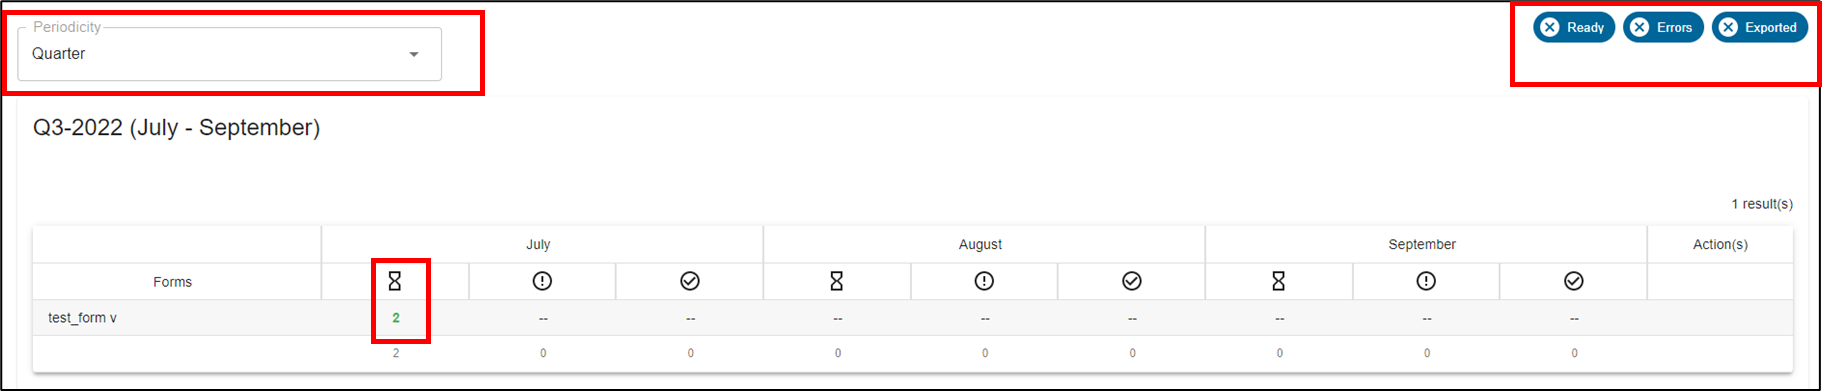 Periodicity
Quarter
Ready Errors Exported
Q3-2022 (July - September)
1 result(s)
July August September Action(s)
Forms
test_form v 2 -- -- -- -- -- -- -- --
2 0 0 0 0 0 0 0 0